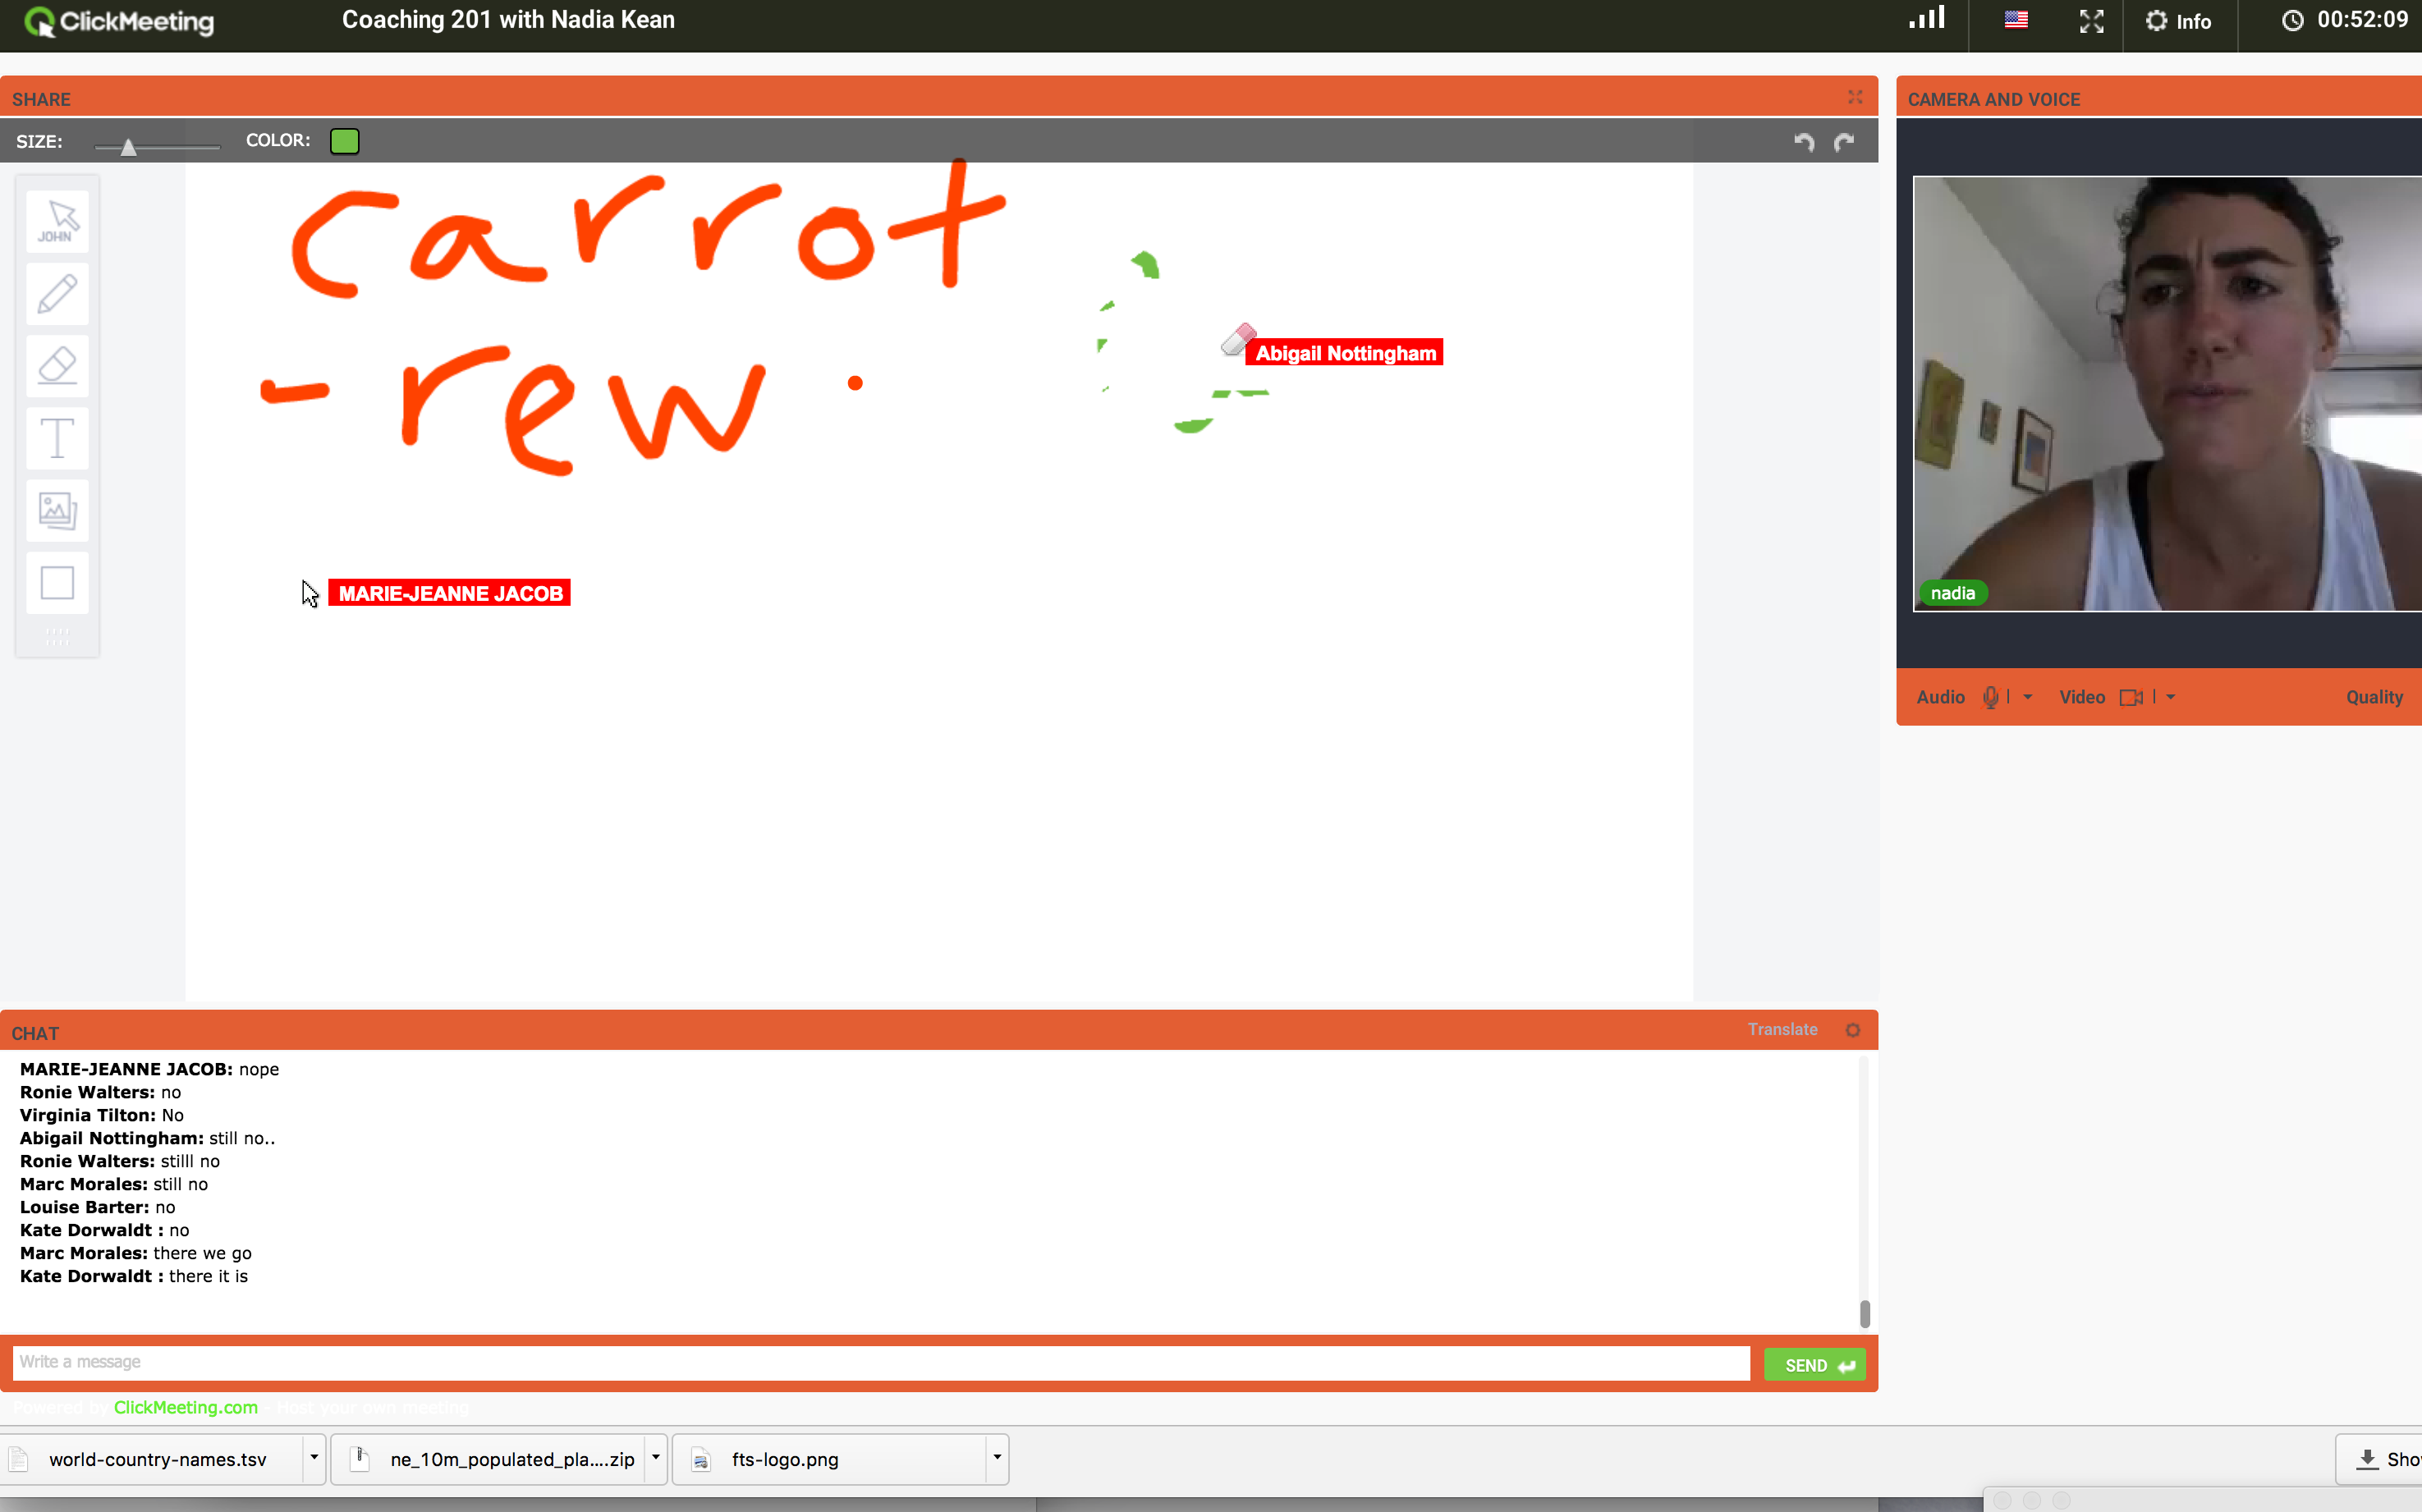 ClickMeeting
Coaching 201 with Nadia Kean
Info
00:52:09
SHARE
SIZE:
COLOR:
JOHN
T
carrot
- rew .
Abigail Nottingham
MARIE-JEANNE JACOB
CAMERA AND VOICE
nadia
Audio
Video
Quality
CHAT
Translate
MARIE-JEANNE JACOB: nope
Ronie Walters: no
Virginia Tilton: No
Abigail Nottingham: still no..
Ronie Walters: stilll no
Marc Morales: still no
Louise Barter: no
Kate Dorwaldt : no
Marc Morales: there we go
Kate Dorwaldt : there it is
Write a message
SEND
Powered by ClickMeeting.com - Host your own meeting
world-country-names.tsv
ne_10m_populated_pla....zip
fts-logo.png
Sho